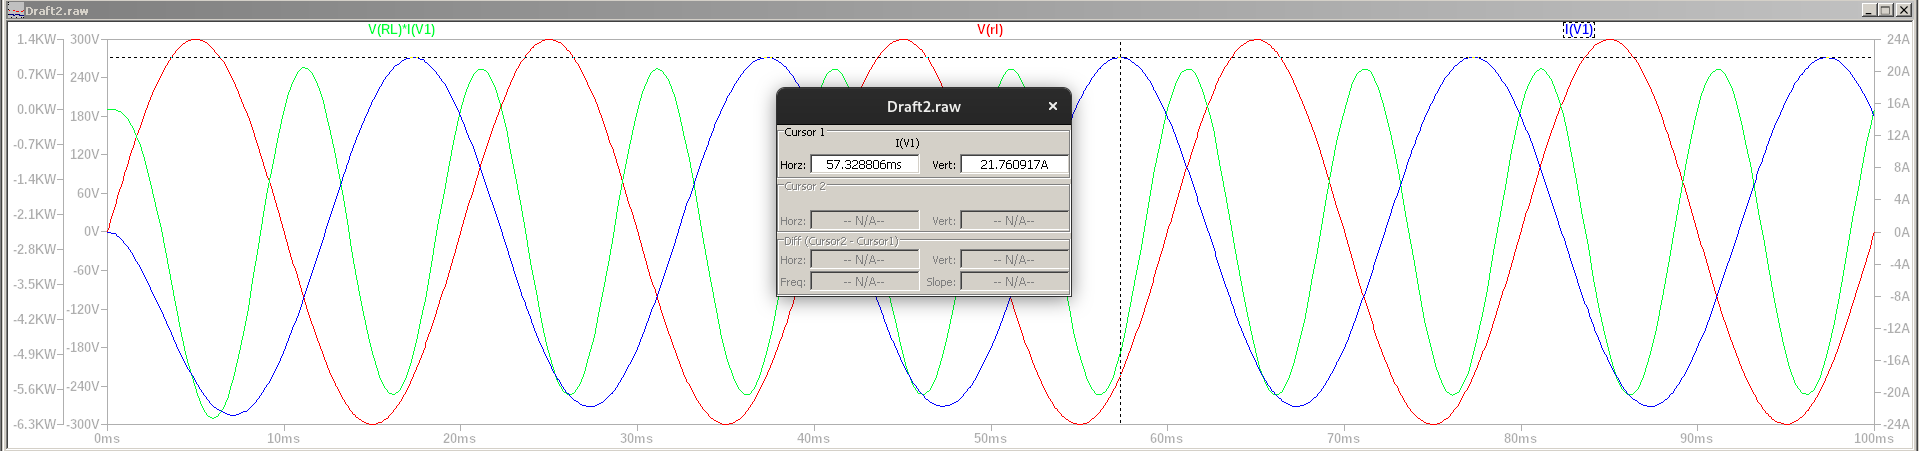 Draft2.raw
V(RL)*I(V1) V(rl) I(V1)
1.4KW 300V 24A
0.7KW 240V 20A
0.0KW 180V 16A
-0.7KW 120V 12A
-1.4KW 60V 8A
-2.1KW 0V 4A
-2.8KW -60V 0A
-3.5KW -120V -4A
-4.2KW -180V -8A
-4.9KW -240V -12A
-5.6KW -300V -16A
-6.3KW -20A
-24A
0ms 10ms 20ms 30ms 40ms 50ms 60ms 70ms 80ms 90ms 100ms
Draft2.raw
Cursor 1
I(V1)
Horz: 57.328806ms Vert: 21.760917A
Cursor 2
Horz: -- N/A-- Vert: -- N/A--
Diff (Cursor2 - Cursor1)
Horz: -- N/A-- Vert: -- N/A--
Freq: -- N/A-- Slope: -- N/A--